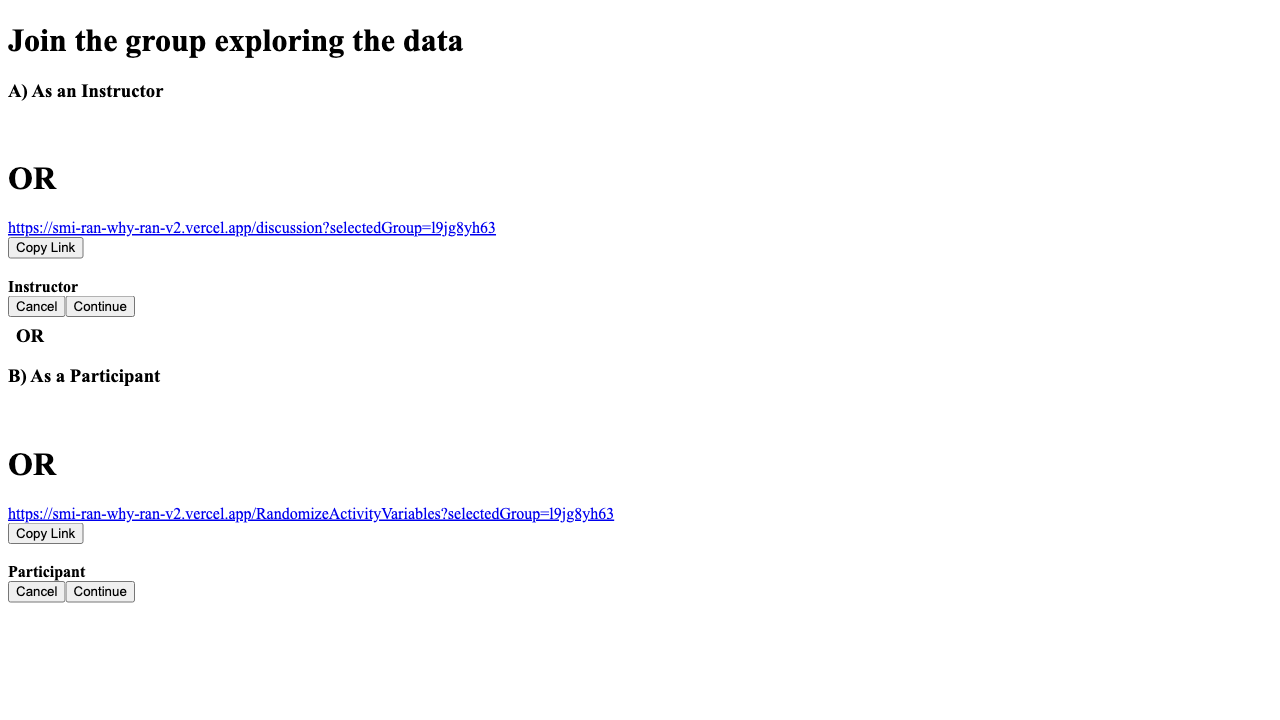 Join the group exploring the data
A) As an Instructor
OR
https://smi-ran-why-ran-v2.vercel.app/discussion?selectedGroup=l9jg8yh63
Copy Link
Instructor
Cancel Continue
OR
B) As a Participant
OR
https://smi-ran-why-ran-v2.vercel.app/RandomizeActivityVariables?selectedGroup=l9jg8yh63
Copy Link
Participant
Cancel Continue